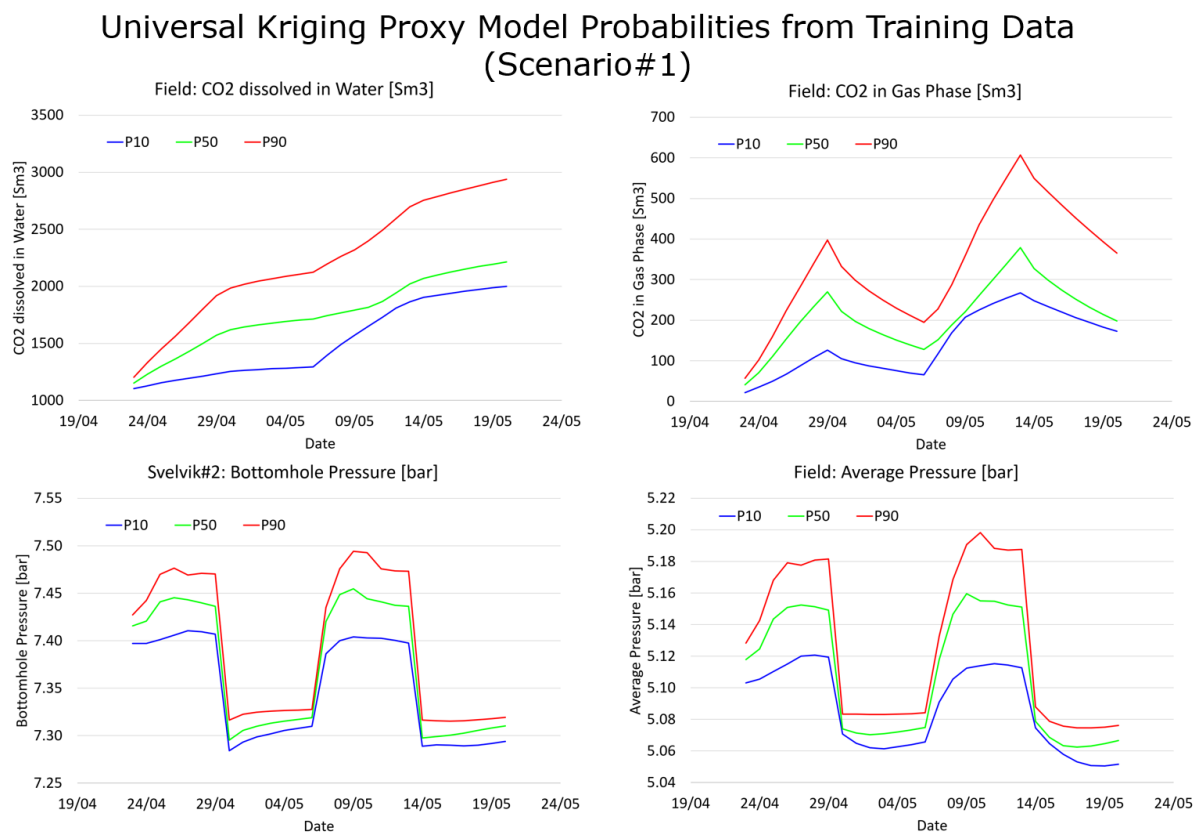 Universal Kriging Proxy Model Probabilities from Training Data
(Scenario#1)
Field: CO2 dissolved in Water [Sm3]
3500
3000
2500
2000
1500
1000
CO2 dissolved in Water [Sm3]
P10 P50 P90
19/04 24/04 29/04 04/05 09/05 14/05 19/05 24/05
Date
Field: CO2 in Gas Phase [Sm3]
700
600
500
400
300
200
100
0
CO2 in Gas Phase [Sm3]
P10 P50 P90
19/04 24/04 29/04 04/05 09/05 14/05 19/05 24/05
Date
Svelvik#2: Bottomhole Pressure [bar]
7.55
7.50
7.45
7.40
7.35
7.30
7.25
Bottomhole Pressure [bar]
P10 P50 P90
19/04 24/04 29/04 04/05 09/05 14/05 19/05 24/05
Date
Field: Average Pressure [bar]
5.22
5.20
5.18
5.16
5.14
5.12
5.10
5.08
5.06
5.04
Average Pressure [bar]
P10 P50 P90
19/04 24/04 29/04 04/05 09/05 14/05 19/05 24/05
Date